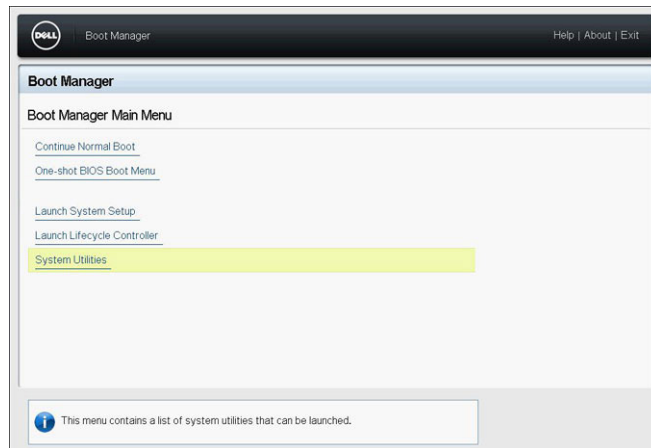 DELL
Boot Manager
Help | About | Exit
Boot Manager
Boot Manager Main Menu
Continue Normal Boot
One-shot BIOS Boot Menu
Launch System Setup
Launch Lifecycle Controller
System Utilities
This menu contains a list of system utilities that can be launched.